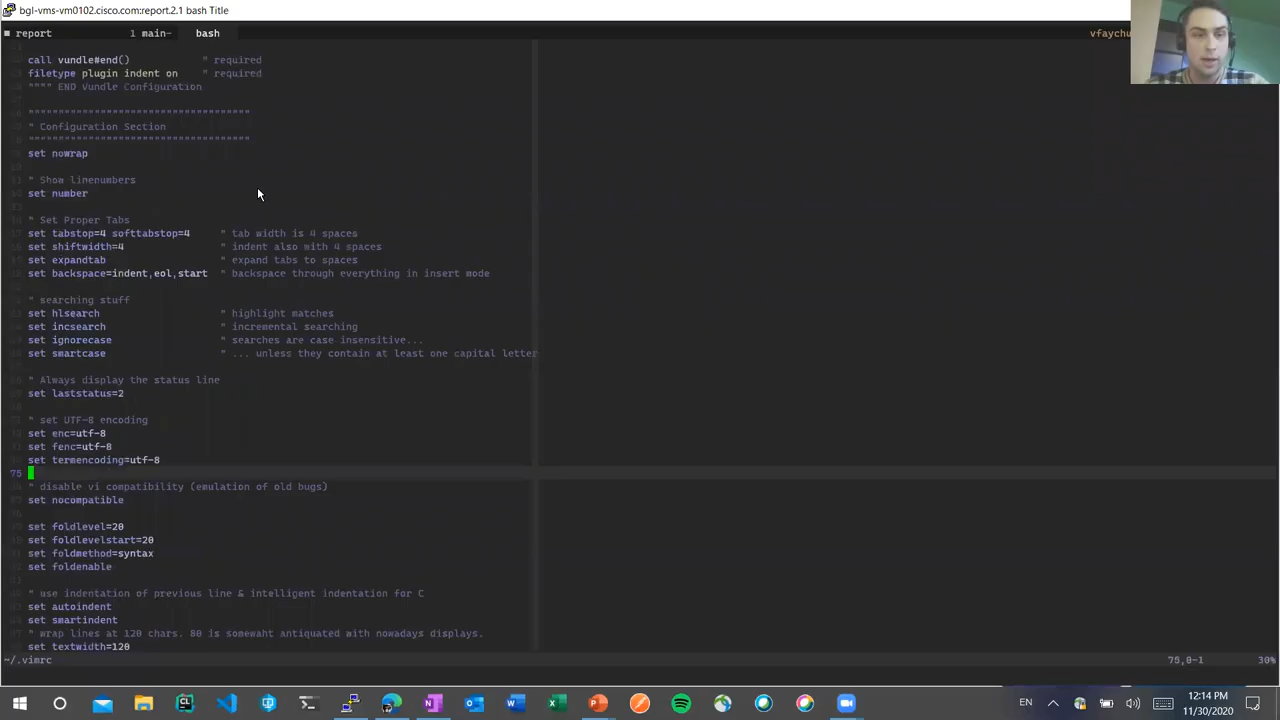 bgl-vms-vm0102.cisco.com:report.2.1 bash Title
report 1 main- bash
call vundle#end() " required
filetype plugin indent on " required
"""" END Vundle Configuration
"""""""""""""""""""""""""""""""""""""
" Configuration Section
"""""""""""""""""""""""""""""""""""""
set nowrap
" Show linenumbers
set number
" Set Proper Tabs
set tabstop=4 softtabstop=4 " tab width is 4 spaces
set shiftwidth=4 " indent also with 4 spaces
set expandtab " expand tabs to spaces
set backspace=indent,eol,start " backspace through everything in insert mode
" searching stuff
set hlsearch " highlight matches
set incsearch " incremental searching
set ignorecase " searches are case insensitive...
set smartcase " ... unless they contain at least one capital letter
" Always display the status line
set laststatus=2
" set UTF-8 encoding
set enc=utf-8
set fenc=utf-8
set termencoding=utf-8
75
" disable vi compatibility (emulation of old bugs)
set nocompatible
set foldlevel=20
set foldlevelstart=20
set foldmethod=syntax
set foldenable
" use indentation of previous line & intelligent indentation for C
set autoindent
set smartindent
" wrap lines at 120 chars. 80 is somewaht antiquated with nowadays displays.
set textwidth=120
~/.vimrc 75,0-1 30%
EN 12:14 PM
11/30/2020